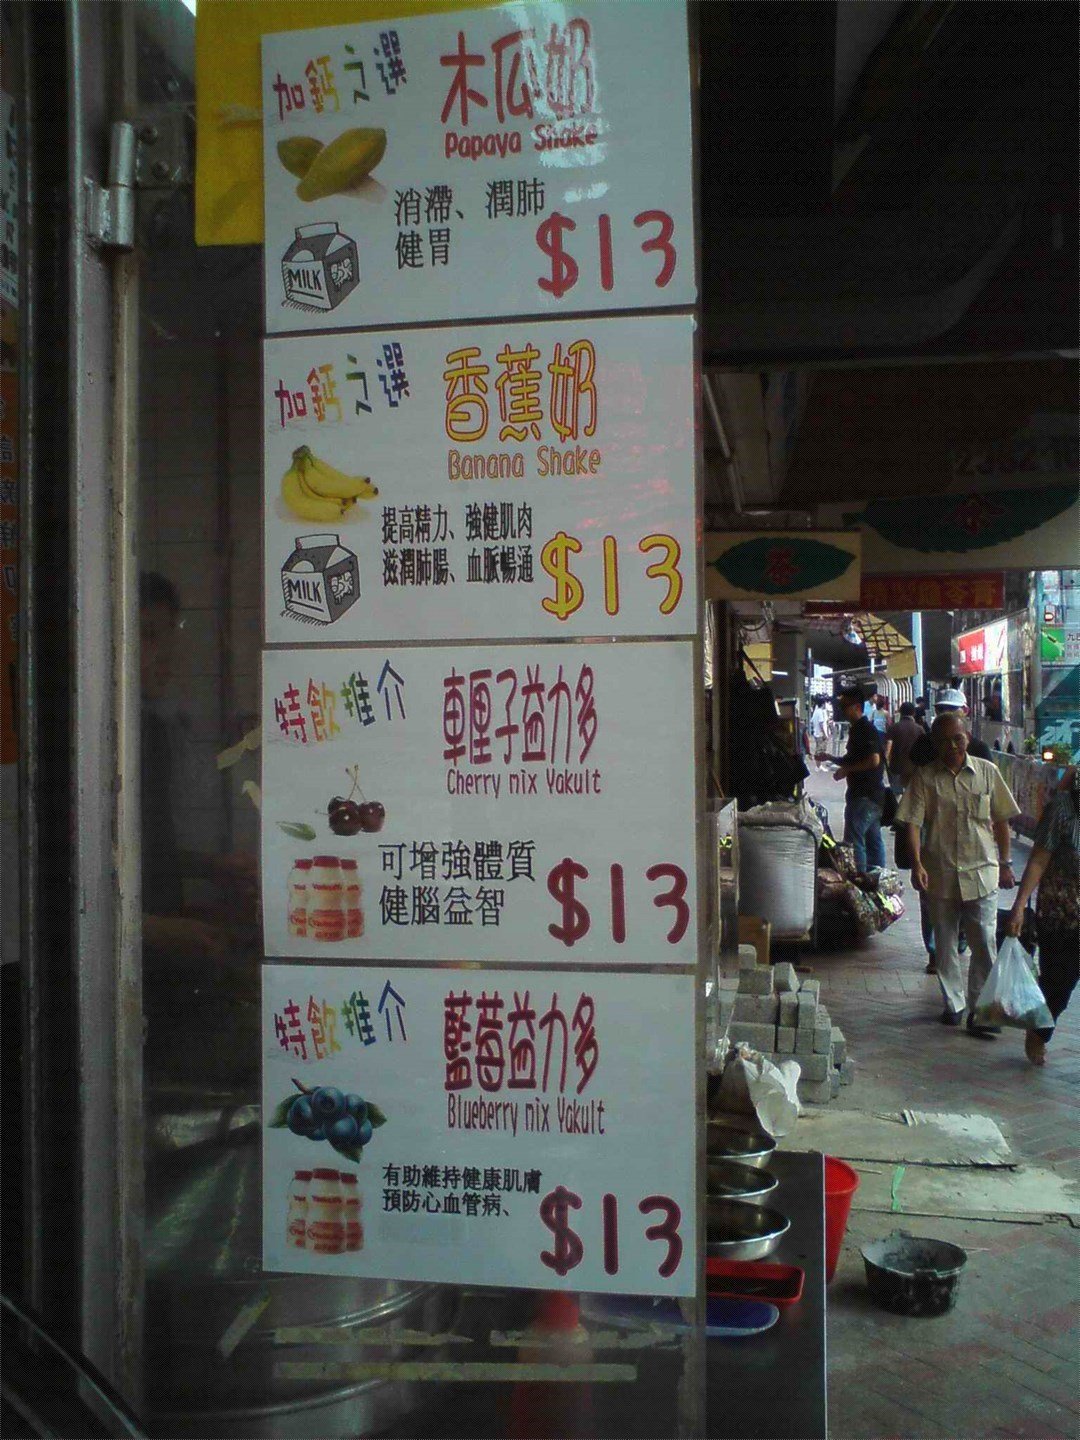 加鈣之選
木瓜奶
Papaya Shake
消滯、潤肺
健胃
MILK
$13
加鈣之選
香蕉奶
Banana Shake
提高精力、強健肌肉
滋潤肺腸、血脈暢通
MILK
$13
特飲推介
車厘子益力多
Cherry mix Yakult
可增強體質
健腦益智
$13
特飲推介
藍莓益力多
Blueberry mix Yakult
有助維持健康肌膚
預防心血管病、
$13